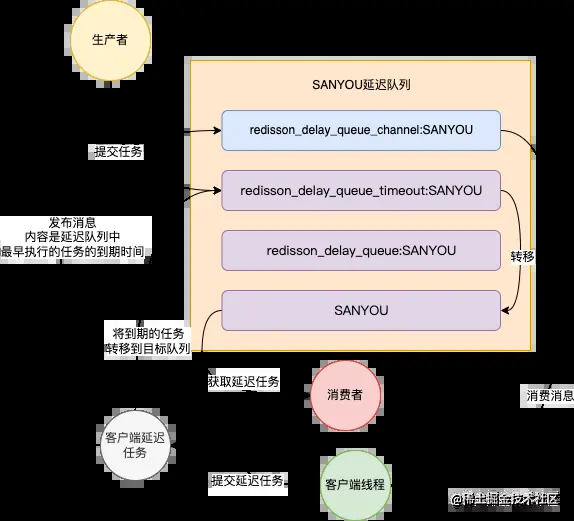 生产者
SANYOU延迟队列
redisson_delay_queue_channel:SANYOU
提交任务
redisson_delay_queue_timeout:SANYOU
发布消息
内容是延迟队列中
最早执行的任务的到期时间
redisson_delay_queue:SANYOU
转移
SANYOU
将到期的任务
转移到目标队列
获取延迟任务
消费者
消费消息
客户端延迟
任务
提交延迟任务
客户端线程
@稀土掘金技术社区